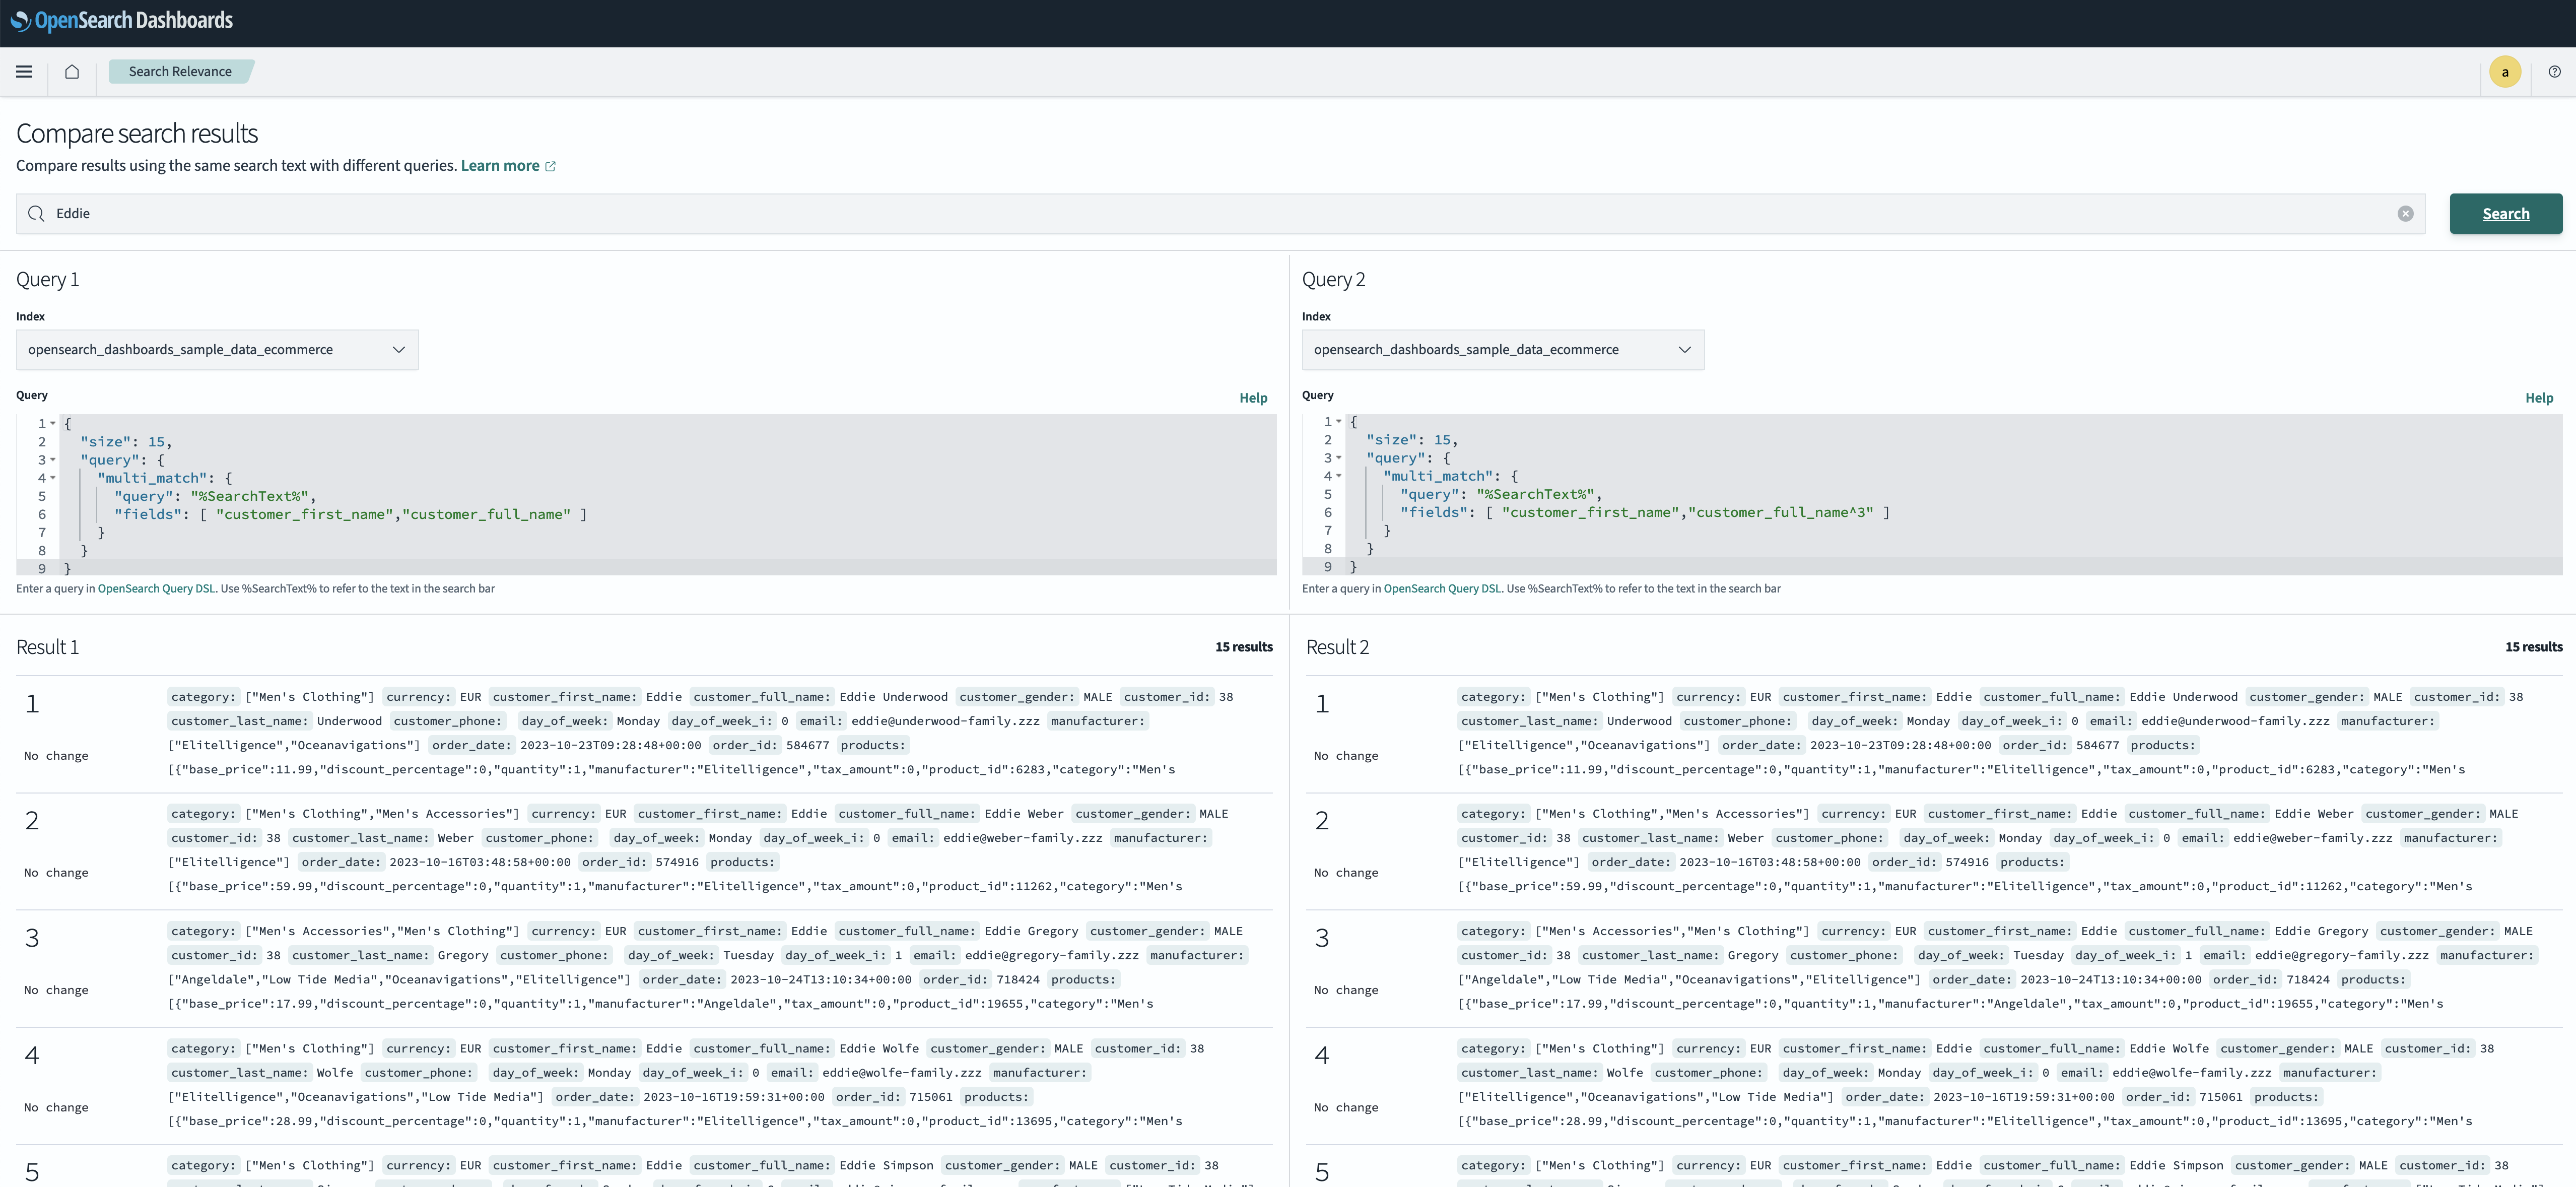 OpenSearch Dashboards
Search Relevance
a
Compare search results
Compare results using the same search text with different queries. Learn more
Eddie
Search
Query 1
Index
opensearch_dashboards_sample_data_ecommerce
Query
Help
1 {
2 "size": 15,
3 "query": {
4 "multi_match": {
5 "query": "%SearchText%",
6 "fields": [ "customer_first_name","customer_full_name" ]
7 }
8 }
9 }
Enter a query in OpenSearch Query DSL. Use %SearchText% to refer to the text in the search bar
Query 2
Index
opensearch_dashboards_sample_data_ecommerce
Query
Help
1 {
2 "size": 15,
3 "query": {
4 "multi_match": {
5 "query": "%SearchText%",
6 "fields": [ "customer_first_name","customer_full_name^3" ]
7 }
8 }
9 }
Enter a query in OpenSearch Query DSL. Use %SearchText% to refer to the text in the search bar
Result 1
15 results
1
No change
category: ["Men's Clothing"] currency: EUR customer_first_name: Eddie customer_full_name: Eddie Underwood customer_gender: MALE customer_id: 38
customer_last_name: Underwood customer_phone: day_of_week: Monday day_of_week_i: 0 email: eddie@underwood-family.zzz manufacturer:
["Elitelligence","Oceanavigations"] order_date: 2023-10-23T09:28:48+00:00 order_id: 584677 products:
[{"base_price":11.99,"discount_percentage":0,"quantity":1,"manufacturer":"Elitelligence","tax_amount":0,"product_id":6283,"category":"Men's
2
No change
category: ["Men's Clothing","Men's Accessories"] currency: EUR customer_first_name: Eddie customer_full_name: Eddie Weber customer_gender: MALE
customer_id: 38 customer_last_name: Weber customer_phone: day_of_week: Monday day_of_week_i: 0 email: eddie@weber-family.zzz manufacturer:
["Elitelligence"] order_date: 2023-10-16T03:48:58+00:00 order_id: 574916 products:
[{"base_price":59.99,"discount_percentage":0,"quantity":1,"manufacturer":"Elitelligence","tax_amount":0,"product_id":11262,"category":"Men's
3
No change
category: ["Men's Accessories","Men's Clothing"] currency: EUR customer_first_name: Eddie customer_full_name: Eddie Gregory customer_gender: MALE
customer_id: 38 customer_last_name: Gregory customer_phone: day_of_week: Tuesday day_of_week_i: 1 email: eddie@gregory-family.zzz manufacturer:
["Angeldale","Low Tide Media","Oceanavigations","Elitelligence"] order_date: 2023-10-24T13:10:34+00:00 order_id: 718424 products:
[{"base_price":17.99,"discount_percentage":0,"quantity":1,"manufacturer":"Angeldale","tax_amount":0,"product_id":19655,"category":"Men's
4
No change
category: ["Men's Clothing"] currency: EUR customer_first_name: Eddie customer_full_name: Eddie Wolfe customer_gender: MALE customer_id: 38
customer_last_name: Wolfe customer_phone: day_of_week: Monday day_of_week_i: 0 email: eddie@wolfe-family.zzz manufacturer:
["Elitelligence","Oceanavigations","Low Tide Media"] order_date: 2023-10-16T19:59:31+00:00 order_id: 715061 products:
[{"base_price":28.99,"discount_percentage":0,"quantity":1,"manufacturer":"Elitelligence","tax_amount":0,"product_id":13695,"category":"Men's
5
category: ["Men's Clothing"] currency: EUR customer_first_name: Eddie customer_full_name: Eddie Simpson customer_gender: MALE customer_id: 38
Result 2
15 results
1
No change
category: ["Men's Clothing"] currency: EUR customer_first_name: Eddie customer_full_name: Eddie Underwood customer_gender: MALE customer_id: 38
customer_last_name: Underwood customer_phone: day_of_week: Monday day_of_week_i: 0 email: eddie@underwood-family.zzz manufacturer:
["Elitelligence","Oceanavigations"] order_date: 2023-10-23T09:28:48+00:00 order_id: 584677 products:
[{"base_price":11.99,"discount_percentage":0,"quantity":1,"manufacturer":"Elitelligence","tax_amount":0,"product_id":6283,"category":"Men's
2
No change
category: ["Men's Clothing","Men's Accessories"] currency: EUR customer_first_name: Eddie customer_full_name: Eddie Weber customer_gender: MALE
customer_id: 38 customer_last_name: Weber customer_phone: day_of_week: Monday day_of_week_i: 0 email: eddie@weber-family.zzz manufacturer:
["Elitelligence"] order_date: 2023-10-16T03:48:58+00:00 order_id: 574916 products:
[{"base_price":59.99,"discount_percentage":0,"quantity":1,"manufacturer":"Elitelligence","tax_amount":0,"product_id":11262,"category":"Men's
3
No change
category: ["Men's Accessories","Men's Clothing"] currency: EUR customer_first_name: Eddie customer_full_name: Eddie Gregory customer_gender: MALE
customer_id: 38 customer_last_name: Gregory customer_phone: day_of_week: Tuesday day_of_week_i: 1 email: eddie@gregory-family.zzz manufacturer:
["Angeldale","Low Tide Media","Oceanavigations","Elitelligence"] order_date: 2023-10-24T13:10:34+00:00 order_id: 718424 products:
[{"base_price":17.99,"discount_percentage":0,"quantity":1,"manufacturer":"Angeldale","tax_amount":0,"product_id":19655,"category":"Men's
4
No change
category: ["Men's Clothing"] currency: EUR customer_first_name: Eddie customer_full_name: Eddie Wolfe customer_gender: MALE customer_id: 38
customer_last_name: Wolfe customer_phone: day_of_week: Monday day_of_week_i: 0 email: eddie@wolfe-family.zzz manufacturer:
["Elitelligence","Oceanavigations","Low Tide Media"] order_date: 2023-10-16T19:59:31+00:00 order_id: 715061 products:
[{"base_price":28.99,"discount_percentage":0,"quantity":1,"manufacturer":"Elitelligence","tax_amount":0,"product_id":13695,"category":"Men's
5
category: ["Men's Clothing"] currency: EUR customer_first_name: Eddie customer_full_name: Eddie Simpson customer_gender: MALE customer_id: 38